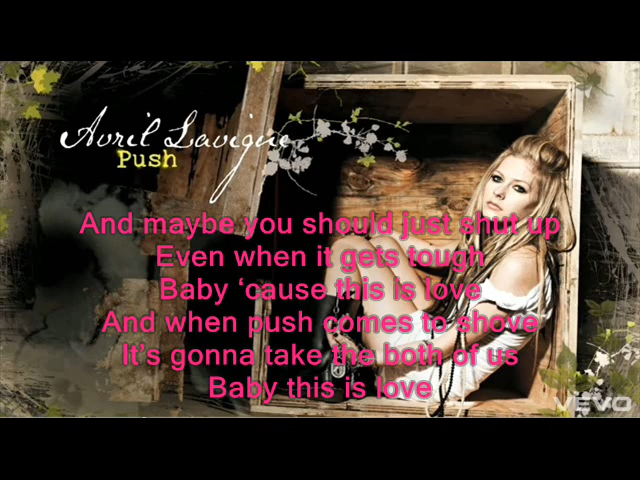 Avril Lavigne
Push
And maybe you should just shut up
Even when it gets tough
Baby ‘cause this is love
And when push comes to shove
It’s gonna take the both of us
Baby this is love
VEVO